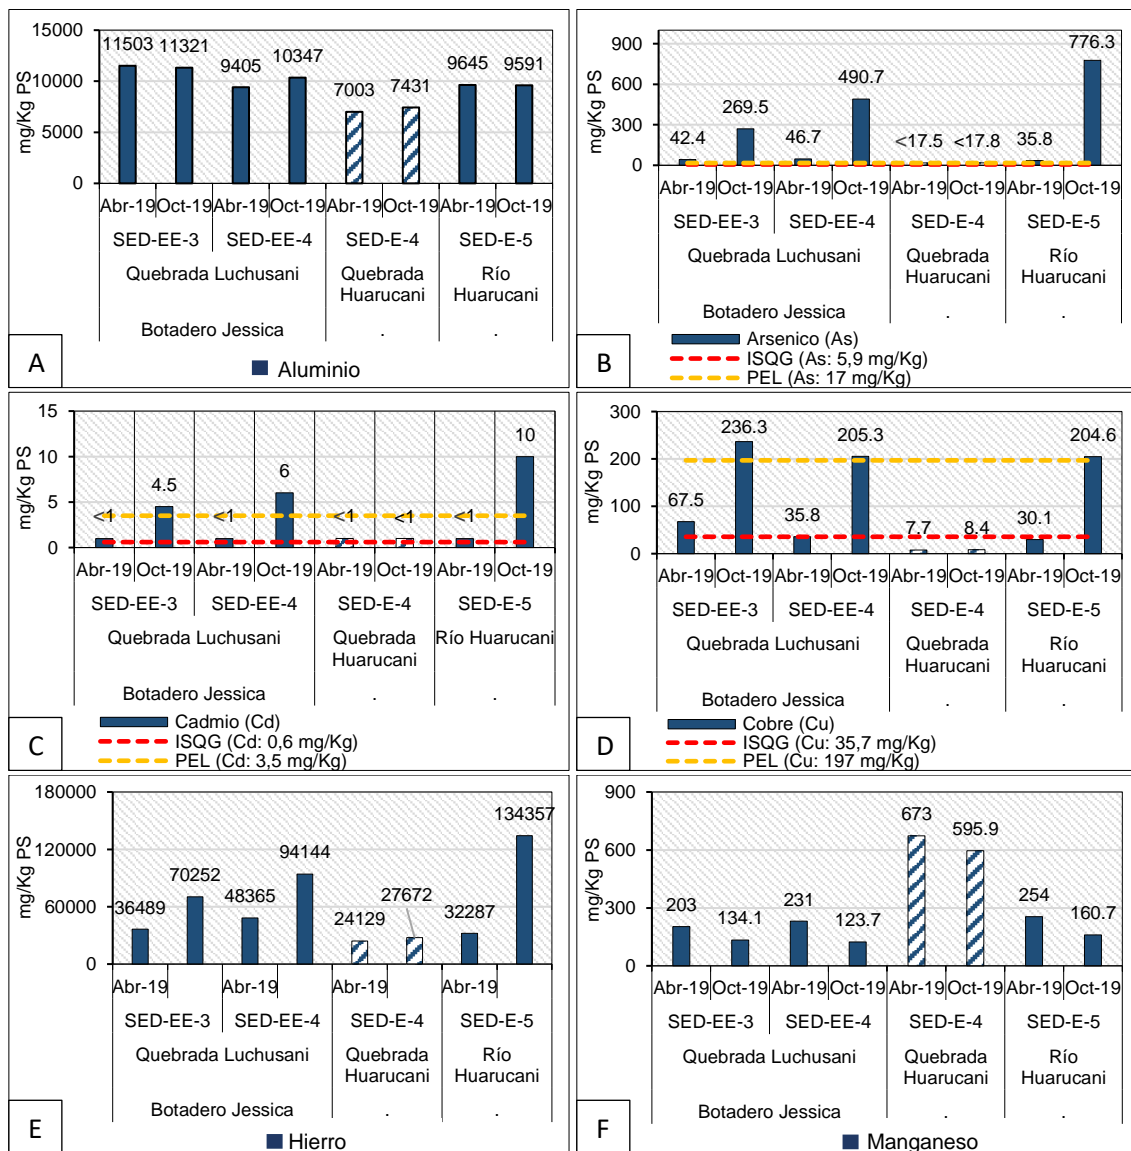 mg/Kg PS
15000
10000
5000
0
11503
11321
9405
10347
7003
7431
9645
9591
Abr-19 Oct-19 Abr-19 Oct-19 Abr-19 Oct-19 Abr-19 Oct-19
SED-EE-3 SED-EE-4 SED-E-4 SED-E-5
Quebrada Luchusani
Quebrada
Huarucani
Río
Huarucani
Botadero Jessica . .
A
Aluminio
mg/Kg PS
900
600
300
0
42.4
269.5
46.7
490.7
<17.5
<17.8
35.8
776.3
Abr-19 Oct-19 Abr-19 Oct-19 Abr-19 Oct-19 Abr-19 Oct-19
SED-EE-3 SED-EE-4 SED-E-4 SED-E-5
Quebrada Luchusani
Quebrada
Huarucani
Río
Huarucani
Botadero Jessica . .
B
Arsenico (As)
ISQG (As: 5,9 mg/Kg)
PEL (As: 17 mg/Kg)
mg/Kg PS
15
10
5
0
<1
4.5
<1
6
<1
<1
<1
10
Abr-19 Oct-19 Abr-19 Oct-19 Abr-19 Oct-19 Abr-19 Oct-19
SED-EE-3 SED-EE-4 SED-E-4 SED-E-5
Quebrada Luchusani
Quebrada
Huarucani
Río Huarucani
Botadero Jessica . .
C
Cadmio (Cd)
ISQG (Cd: 0,6 mg/Kg)
PEL (Cd: 3,5 mg/Kg)
mg/Kg PS
300
200
100
0
67.5
236.3
35.8
205.3
7.7
8.4
30.1
204.6
Abr-19 Oct-19 Abr-19 Oct-19 Abr-19 Oct-19 Abr-19 Oct-19
SED-EE-3 SED-EE-4 SED-E-4 SED-E-5
Quebrada Luchusani
Quebrada
Huarucani
Río
Huarucani
Botadero Jessica . .
D
Cobre (Cu)
ISQG (Cu: 35,7 mg/Kg)
PEL (Cu: 197 mg/Kg)
mg/Kg PS
180000
120000
60000
0
36489
70252
48365
94144
24129
27672
32287
134357
Abr-19 Abr-19 Abr-19 Abr-19
SED-EE-3 SED-EE-4 SED-E-4 SED-E-5
Quebrada Luchusani
Quebrada
Huarucani
Río
Huarucani
Botadero Jessica . .
E
Hierro
mg/Kg PS
900
600
300
0
203
134.1
231
123.7
673
595.9
254
160.7
Abr-19 Oct-19 Abr-19 Oct-19 Abr-19 Oct-19 Abr-19 Oct-19
SED-EE-3 SED-EE-4 SED-E-4 SED-E-5
Quebrada Luchusani
Quebrada
Huarucani
Río
Huarucani
Botadero Jessica . .
F
Manganeso